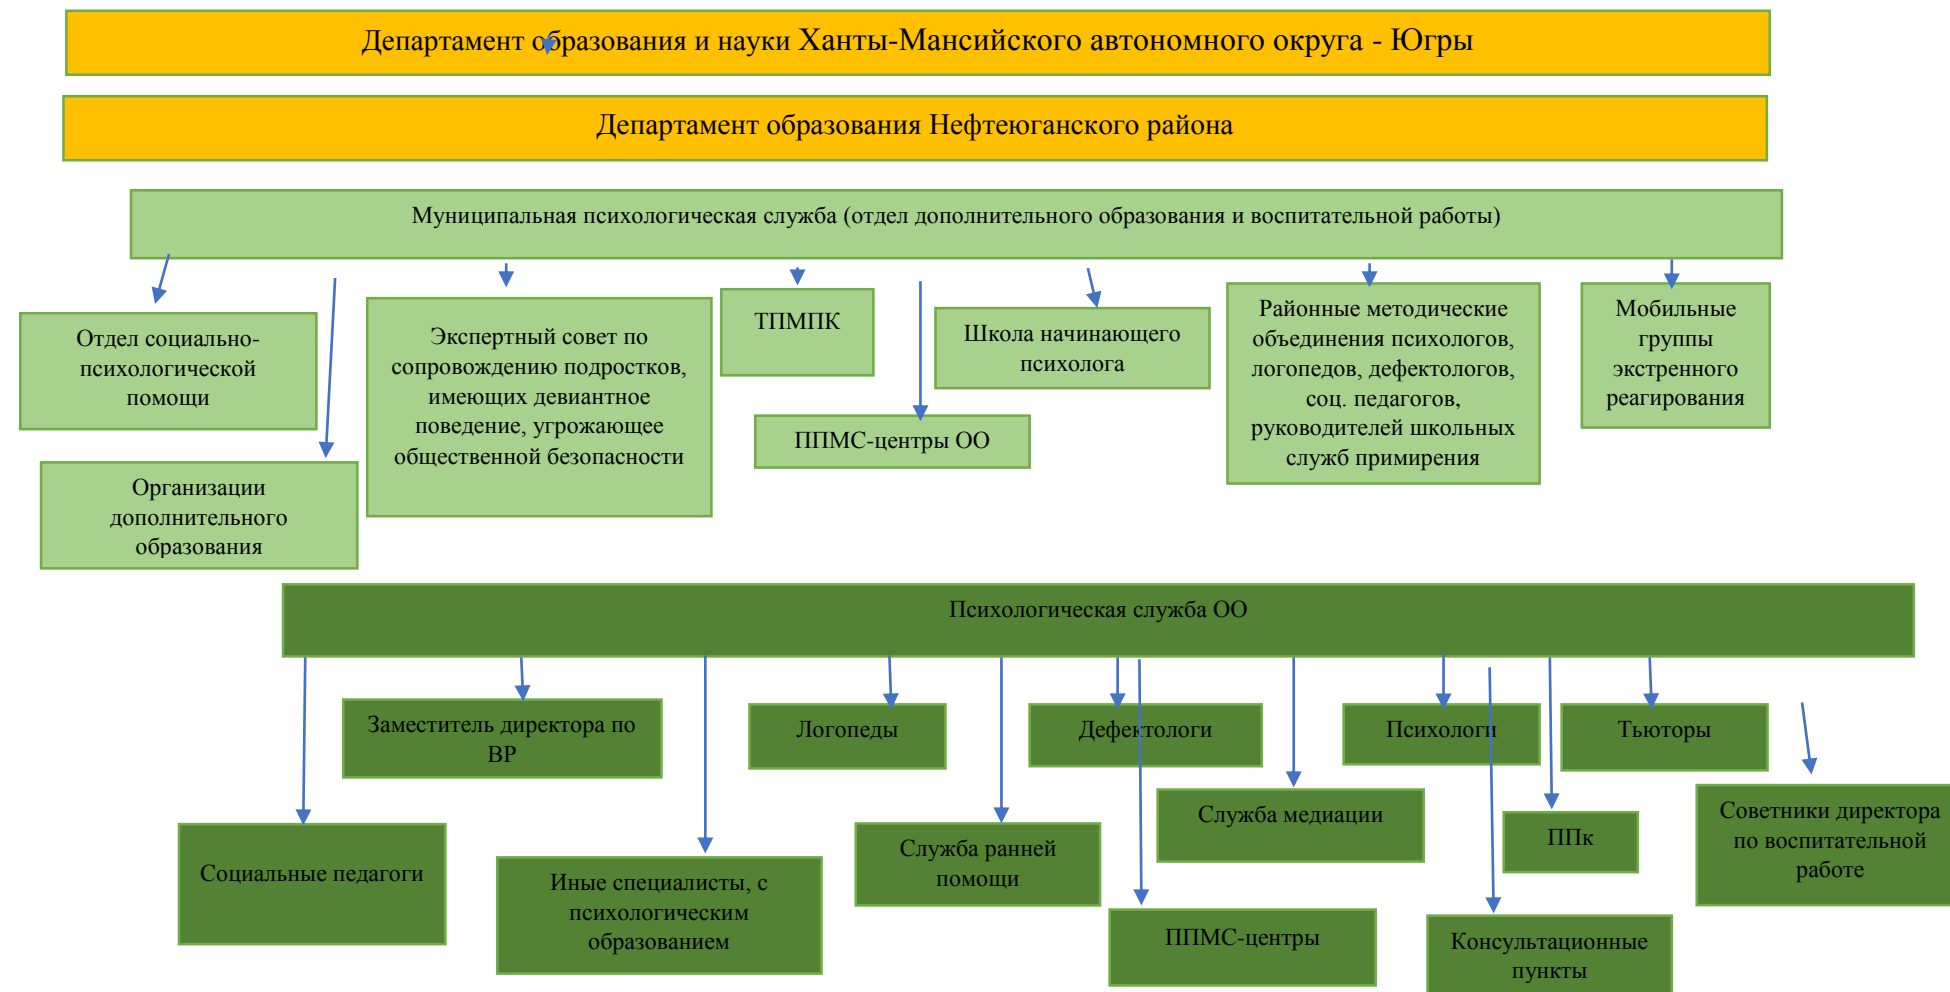 Департамент образования и науки Ханты-Мансийского автономного округа - Югры
Департамент образования Нефтеюганского района
Муниципальная психологическая служба (отдел дополнительного образования и воспитательной работы)
Отдел социально-
психологической
помощи
Организации
дополнительного
образования
Экспертный совет по
сопровождению подростков,
имеющих девиантное
поведение, угрожающее
общественной безопасности
ТПМПК
ППМС-центры ОО
Школа начинающего
психолога
Районные методические
объединения психологов,
логопедов, дефектологов,
соц. педагогов,
руководителей школьных
служб примирения
Мобильные
группы
экстренного
реагирования
Психологическая служба ОО
Социальные педагоги
Заместитель директора по
ВР
Иные специалисты, с
психологическим
образованием
Логопеды
Служба ранней
помощи
Дефектологи
ППМС-центры
Служба медиации
Психологи
Консультационные
пункты
ППк
Тьюторы
Советники директора
по воспитательной
работе